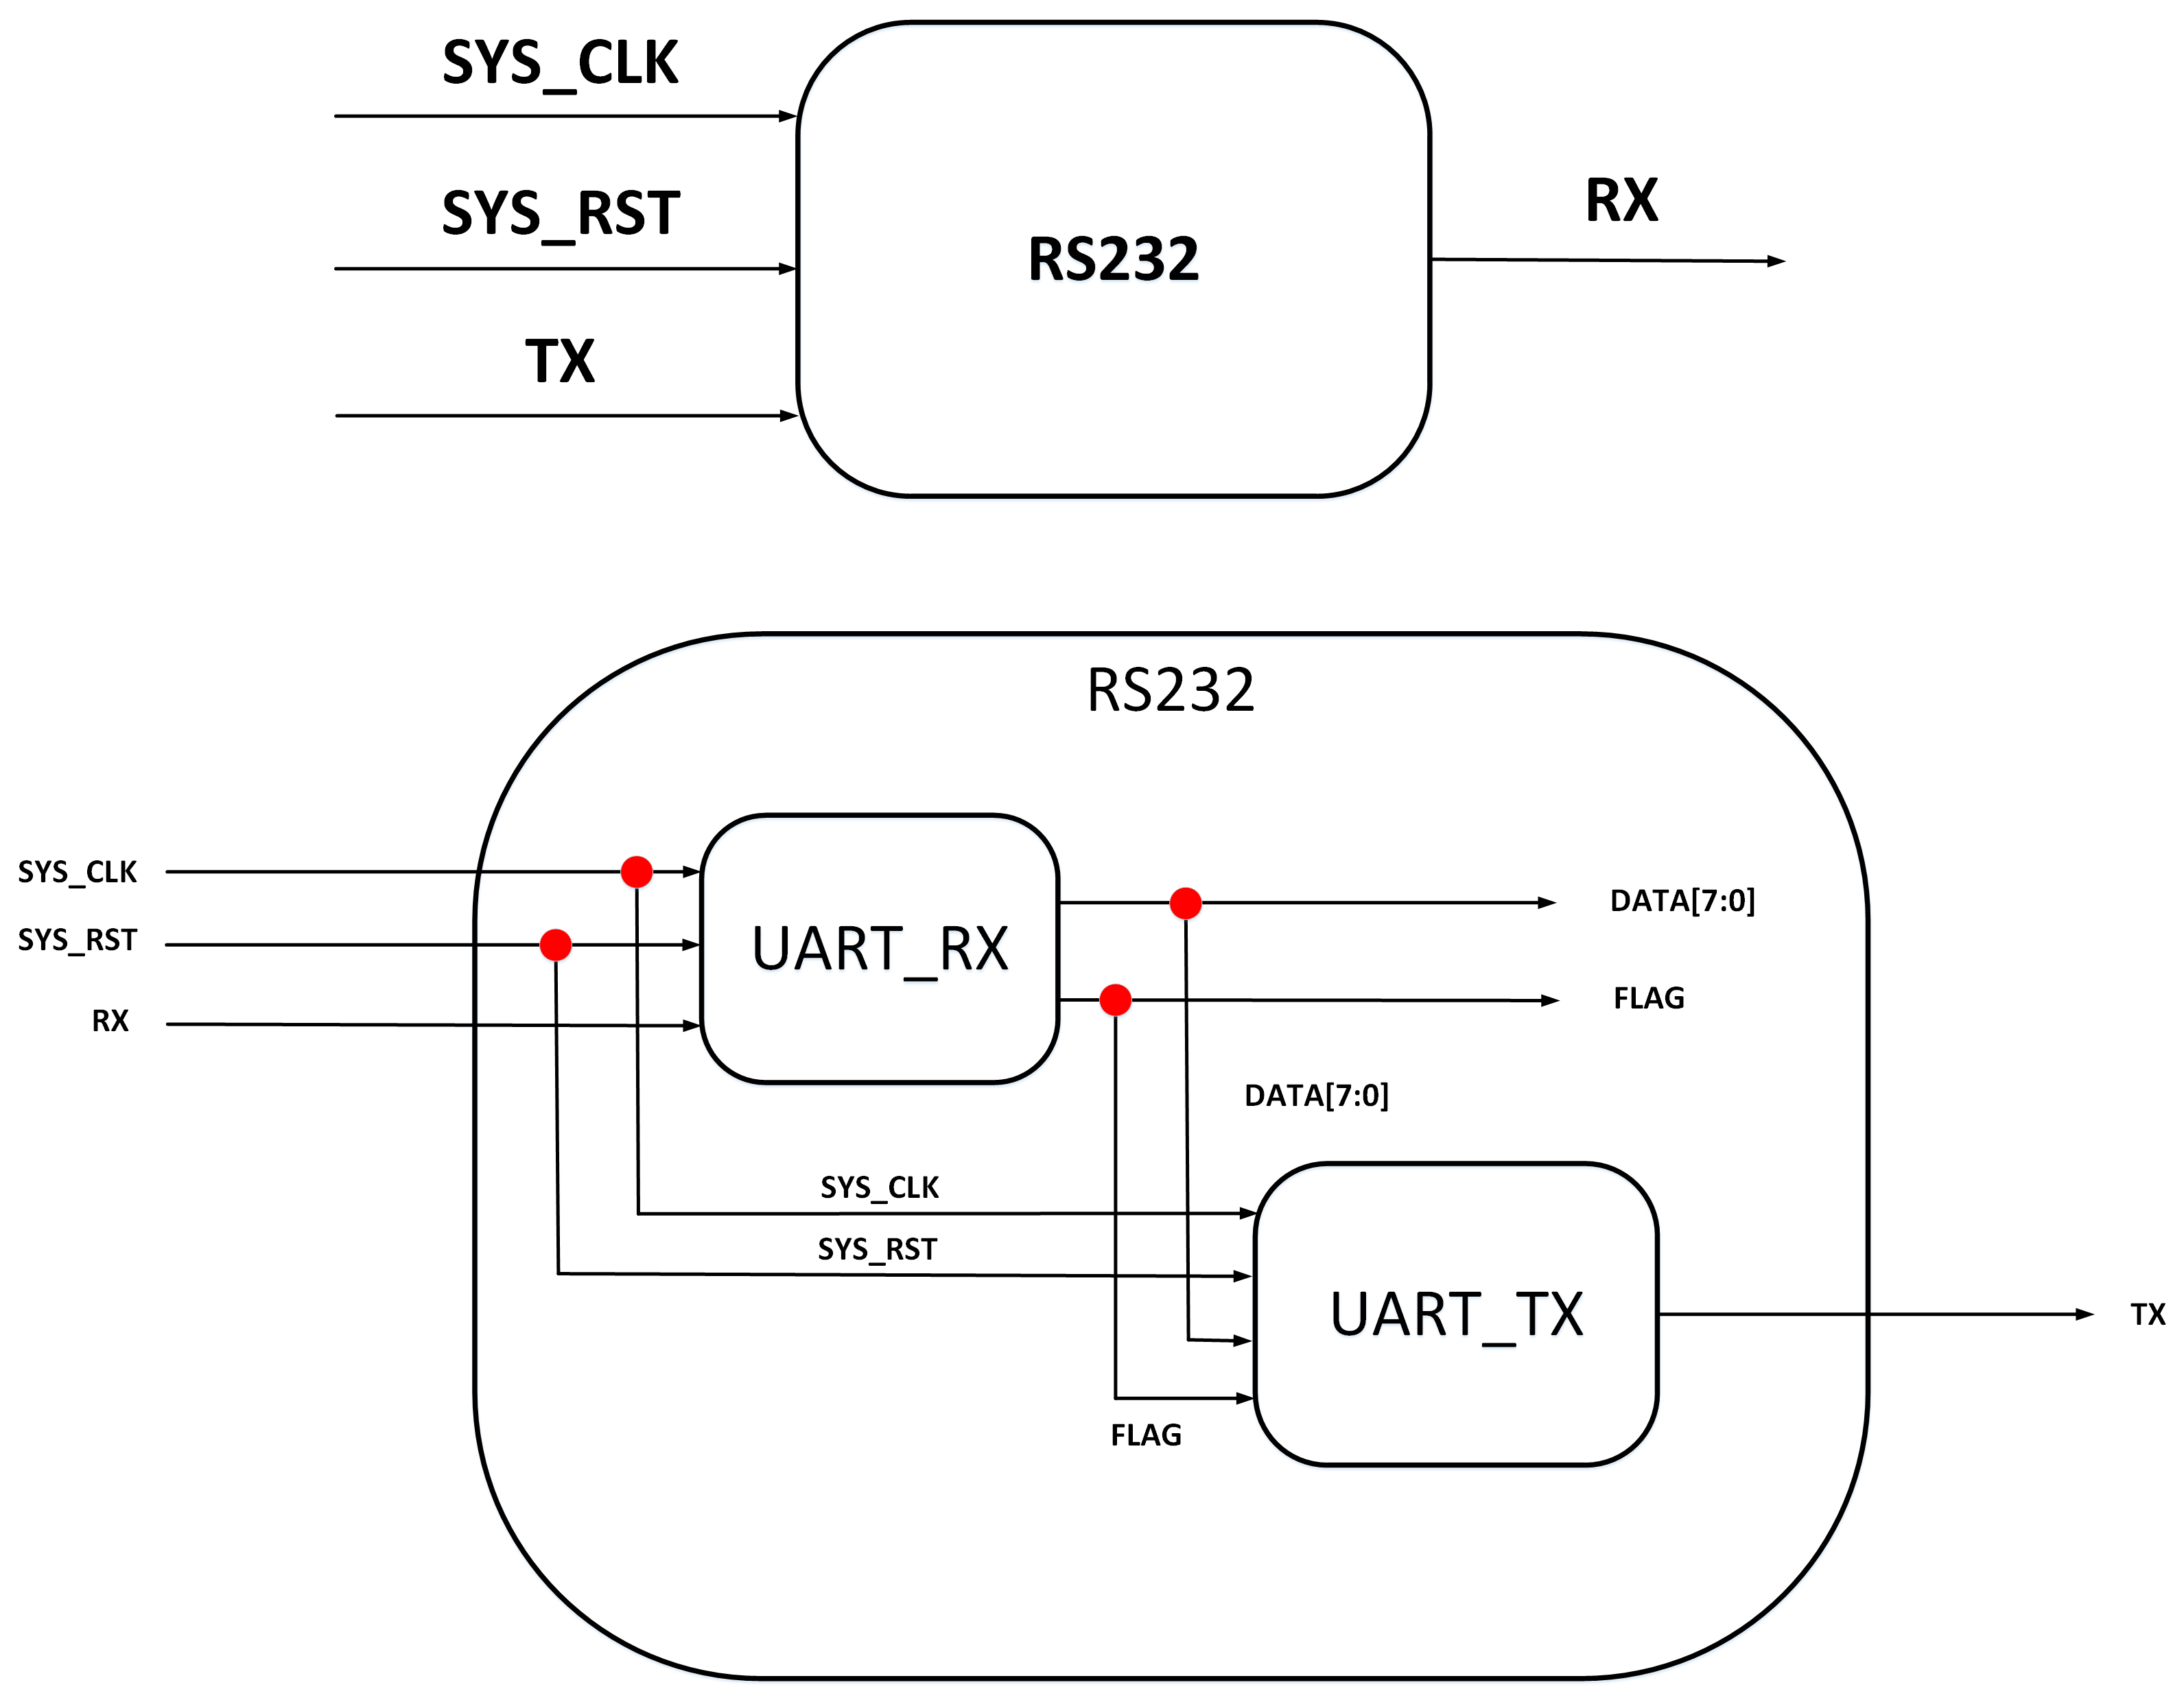 SYS_CLK
SYS_RST
TX
RS232
RX
RS232
SYS_CLK
SYS_RST
RX
UART_RX
DATA[7:0]
FLAG
DATA[7:0]
SYS_CLK
SYS_RST
UART_TX
FLAG
TX